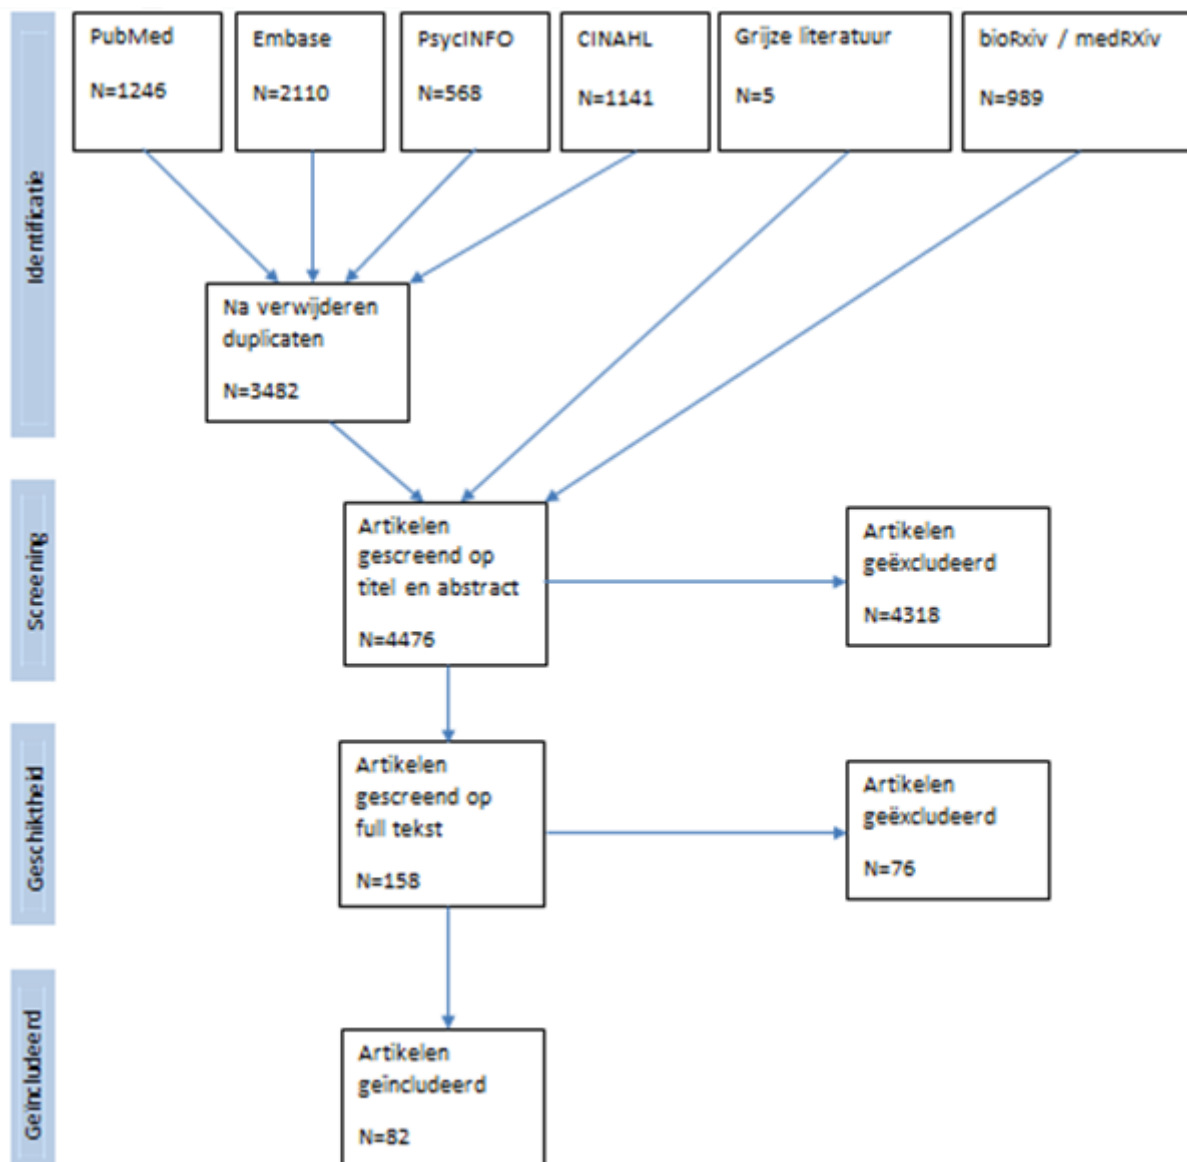 PubMed
N=1246
Embase
N=2110
PsycINFO
N=568
CINAHL
N=1141
Grijze literatuur
N=5
bioRxiv / medRXiv
N=989
Identificatie
Na verwijderen
duplicaten
N=3482
Screening
Artikelen
gescreend op
titel en abstract
N=4476
Artikelen
geëxcludeerd
N=4318
Geschiktheid
Artikelen
gescreend op
full tekst
N=158
Artikelen
geëxcludeerd
N=76
Geïncludeerd
Artikelen
geïncludeerd
N=82